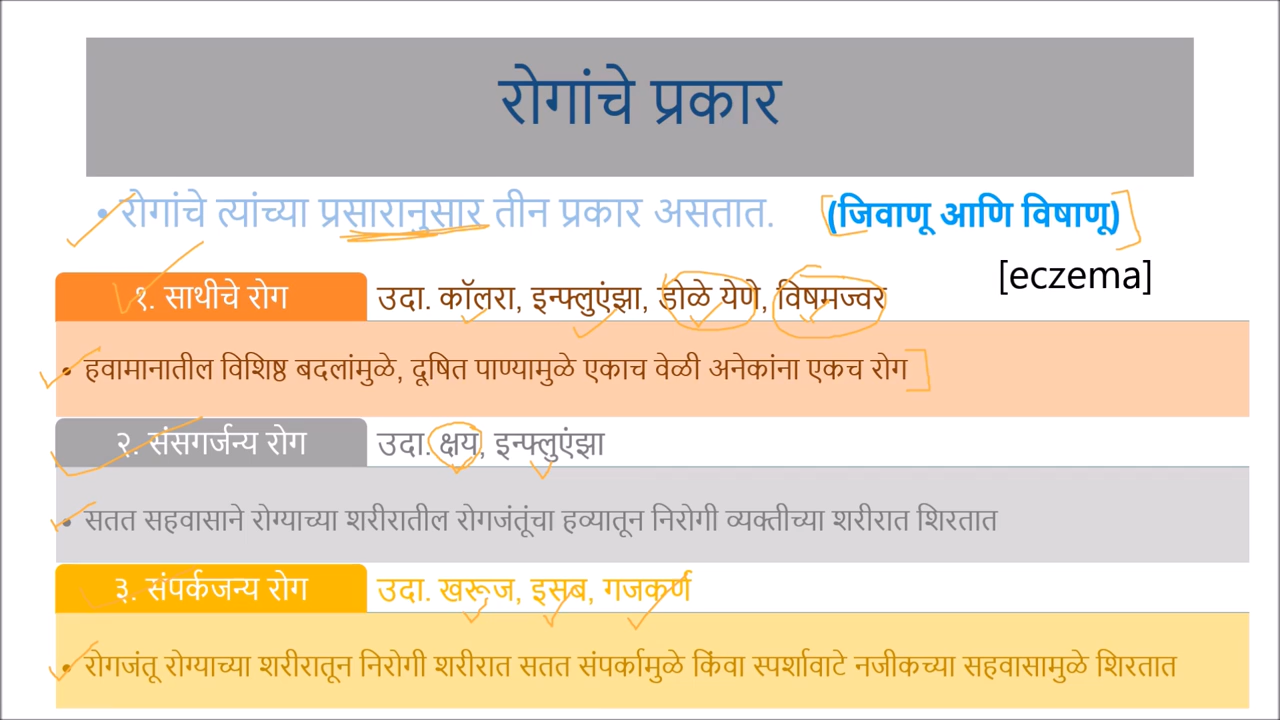 रोगांचे प्रकार
• रोगांचे त्यांच्या प्रसारानुसार तीन प्रकार असतात. (जिवाणू आणि विषाणू)
[eczema]
१. साथीचे रोग उदा. कॉलरा, इन्फ्लुएंझा, डोळे येणे, विषमज्वर
• हवामानातील विशिष्ठ बदलांमुळे, दूषित पाण्यामुळे एकाच वेळी अनेकांना एकच रोग
२. संसगर्जन्य रोग उदा. क्षय, इन्फ्लुएंझा
• सतत सहवासाने रोग्याच्या शरीरातील रोगजंतूंचा हव्यातून निरोगी व्यक्तीच्या शरीरात शिरतात
३. संपर्कजन्य रोग उदा. खरूज, इसब, गजकर्ण
• रोगजंतू रोग्याच्या शरीरातून निरोगी शरीरात सतत संपर्कामुळे किंवा स्पर्शावाटे नजीकच्या सहवासामुळे शिरतात